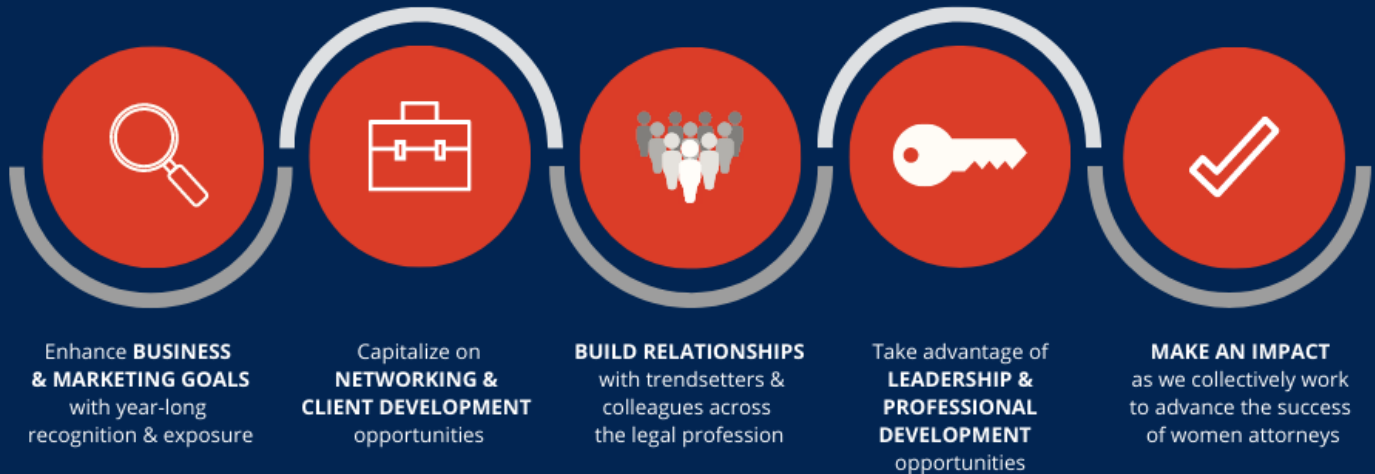 Enhance BUSINESS
& MARKETING GOALS
with year-long
recognition & exposure
Capitalize on
NETWORKING &
CLIENT DEVELOPMENT
opportunities
BUILD RELATIONSHIPS
with trendsetters &
colleagues across
the legal profession
Take advantage of
LEADERSHIP &
PROFESSIONAL
DEVELOPMENT
opportunities
MAKE AN IMPACT
as we collectively work
to advance the success
of women attorneys